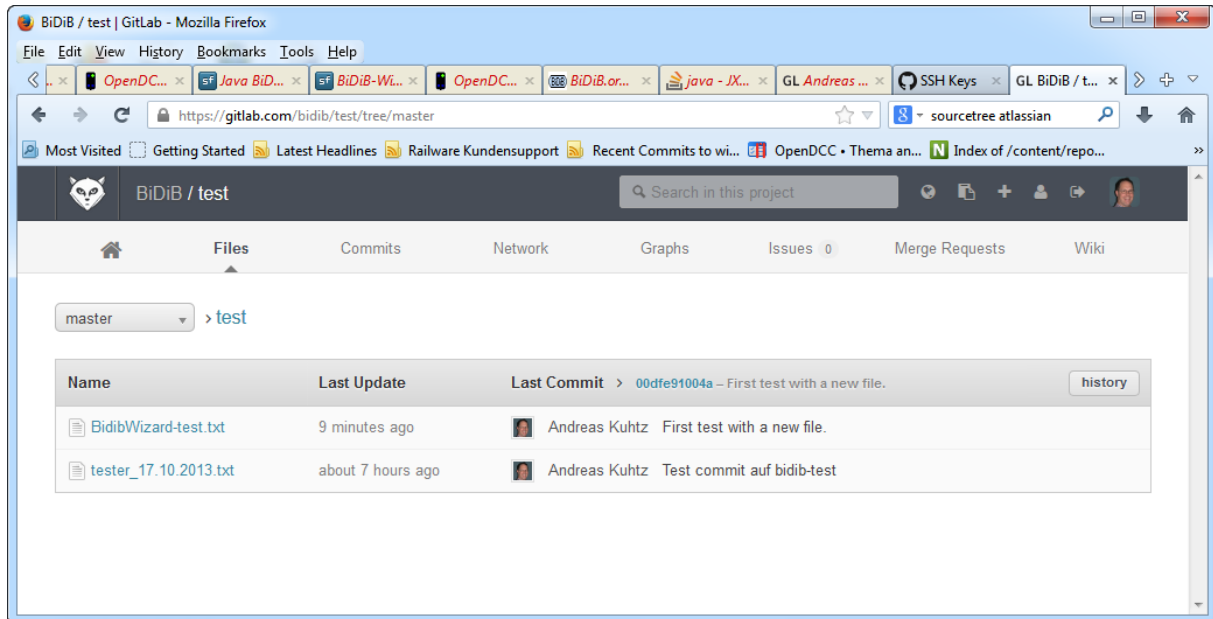 BiDiB / test | GitLab - Mozilla Firefox
File Edit View History Bookmarks Tools Help
.. OpenDC... sf Java BiD... sf BiDiB-Wi... OpenDC... BiDiB.or... java - JX... GL Andreas ... SSH Keys GL BiDiB / t...
https://gitlab.com/bidib/test/tree/master 8 sourcetree atlassian
Most Visited Getting Started Latest Headlines Railware Kundensupport Recent Commits to wi... OpenDCC • Thema an... N Index of /content/repo... »
BiDiB / test Search in this project
Files Commits Network Graphs Issues 0 Merge Requests Wiki
master › test
Name Last Update Last Commit > 00dfe91004a – First test with a new file. history
BidibWizard-test.txt 9 minutes ago Andreas Kuhtz First test with a new file.
tester_17.10.2013.txt about 7 hours ago Andreas Kuhtz Test commit auf bidib-test